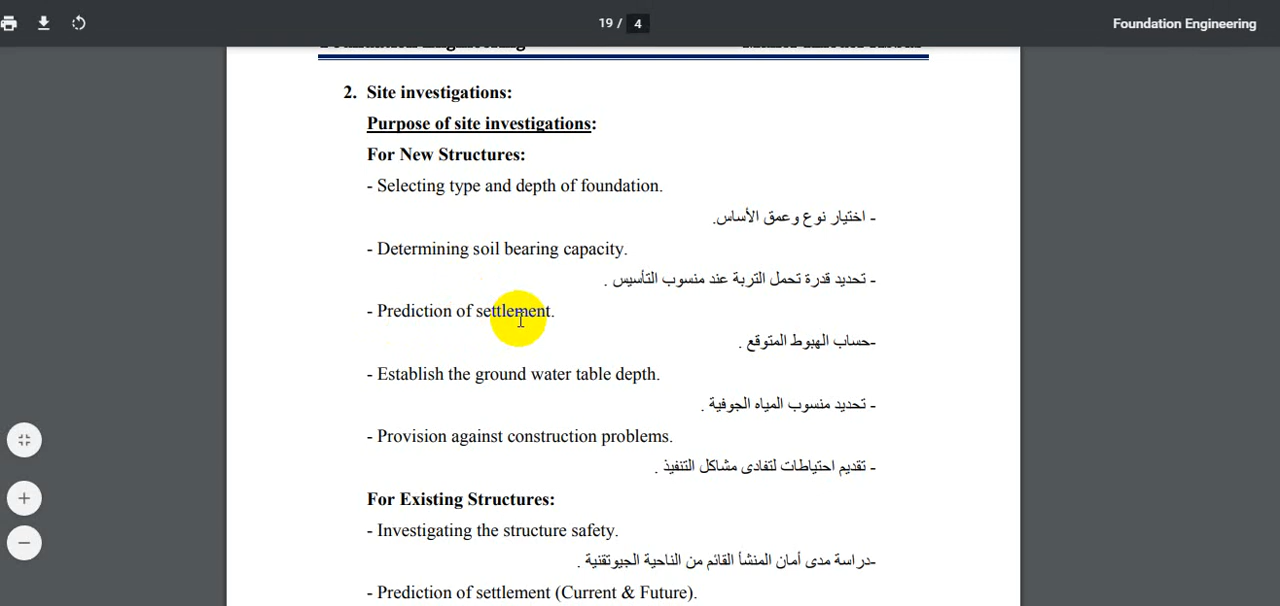 19 / 4
Foundation Engineering
2. Site investigations:
Purpose of site investigations:
For New Structures:
- Selecting type and depth of foundation.
- اختيار نوع وعمق الأساس.
- Determining soil bearing capacity.
- تحديد قدرة تحمل التربة عند منسوب التأسيس .
- Prediction of settlement.
-حساب الهبوط المتوقع .
- Establish the ground water table depth.
- تحديد منسوب المياه الجوفية .
- Provision against construction problems.
- تقديم احتياطات لتفادى مشاكل التنفيذ .
For Existing Structures:
- Investigating the structure safety.
-دراسة مدى أمان المنشأ القائم من الناحية الجيوتقنية .
- Prediction of settlement (Current & Future).